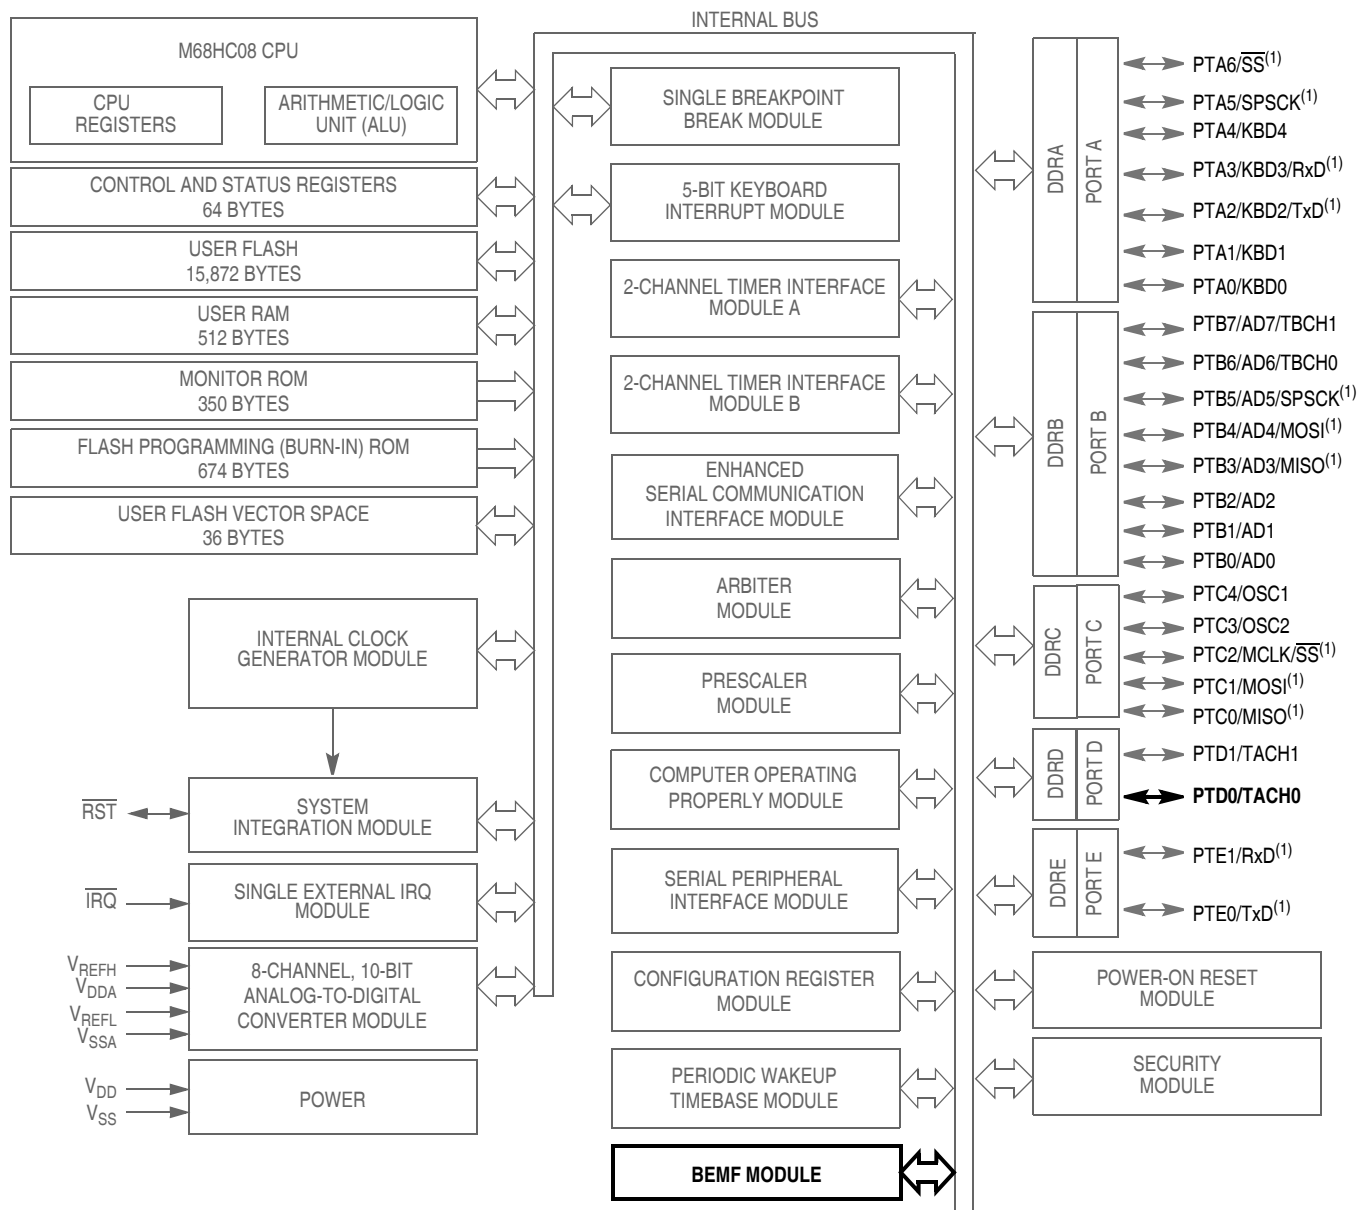 INTERNAL BUS
M68HC08 CPU
CPU
REGISTERS
ARITHMETIC/LOGIC
UNIT (ALU)
CONTROL AND STATUS REGISTERS
64 BYTES
USER FLASH
15,872 BYTES
USER RAM
512 BYTES
MONITOR ROM
350 BYTES
FLASH PROGRAMMING (BURN-IN) ROM
674 BYTES
USER FLASH VECTOR SPACE
36 BYTES
INTERNAL CLOCK
GENERATOR MODULE
RST
SYSTEM
INTEGRATION MODULE
IRQ
SINGLE EXTERNAL IRQ
MODULE
VREFH
VDDA
VREFL
VSSA
8-CHANNEL, 10-BIT
ANALOG-TO-DIGITAL
CONVERTER MODULE
VDD
VSS
POWER
SINGLE BREAKPOINT
BREAK MODULE
5-BIT KEYBOARD
INTERRUPT MODULE
2-CHANNEL TIMER INTERFACE
MODULE A
2-CHANNEL TIMER INTERFACE
MODULE B
ENHANCED
SERIAL COMMUNICATION
INTERFACE MODULE
ARBITER
MODULE
PRESCALER
MODULE
COMPUTER OPERATING
PROPERLY MODULE
SERIAL PERIPHERAL
INTERFACE MODULE
CONFIGURATION REGISTER
MODULE
PERIODIC WAKEUP
TIMEBASE MODULE
BEMF MODULE
DDRA
PORT A
PTA6/SS(1)
PTA5/SPSCK(1)
PTA4/KBD4
PTA3/KBD3/RxD(1)
PTA2/KBD2/TxD(1)
PTA1/KBD1
PTA0/KBD0
DDRB
PORT B
PTB7/AD7/TBCH1
PTB6/AD6/TBCH0
PTB5/AD5/SPSCK(1)
PTB4/AD4/MOSI(1)
PTB3/AD3/MISO(1)
PTB2/AD2
PTB1/AD1
PTB0/AD0
DDRC
PORT C
PTC4/OSC1
PTC3/OSC2
PTC2/MCLK/SS(1)
PTC1/MOSI(1)
PTC0/MISO(1)
DDRD
PORT D
PTD1/TACH1
PTD0/TACH0
DDRE
PORT E
PTE1/RxD(1)
PTE0/TxD(1)
POWER-ON RESET
MODULE
SECURITY
MODULE